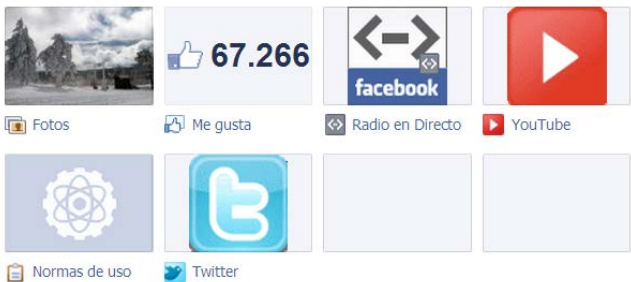 67.266
facebook
Fotos
Me gusta
Radio en Directo
YouTube
t
Normas de uso
Twitter